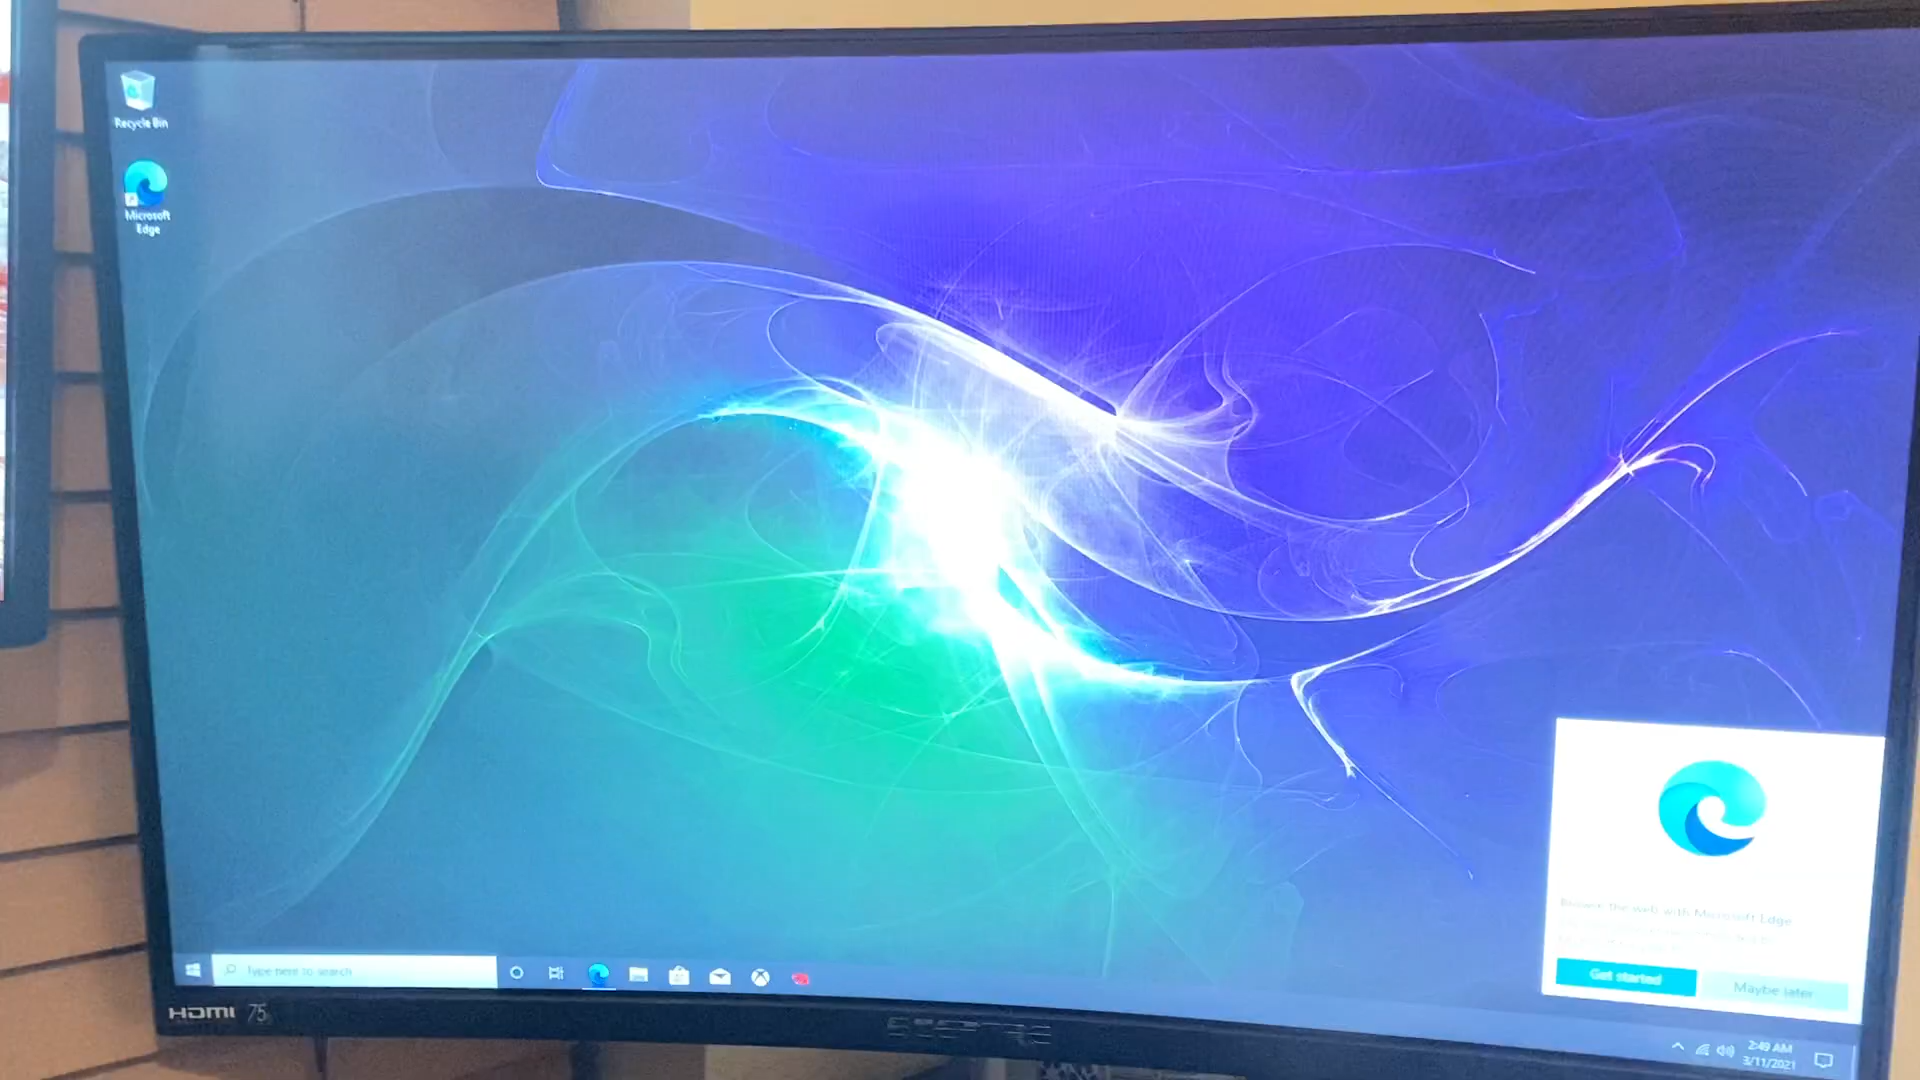 Recycle Bin
Microsoft
Edge
Browse the web with Microsoft Edge
Get started
Maybe later
Type here to search
HDMI 75
SCEPTRE
2:49 AM
3/11/2021